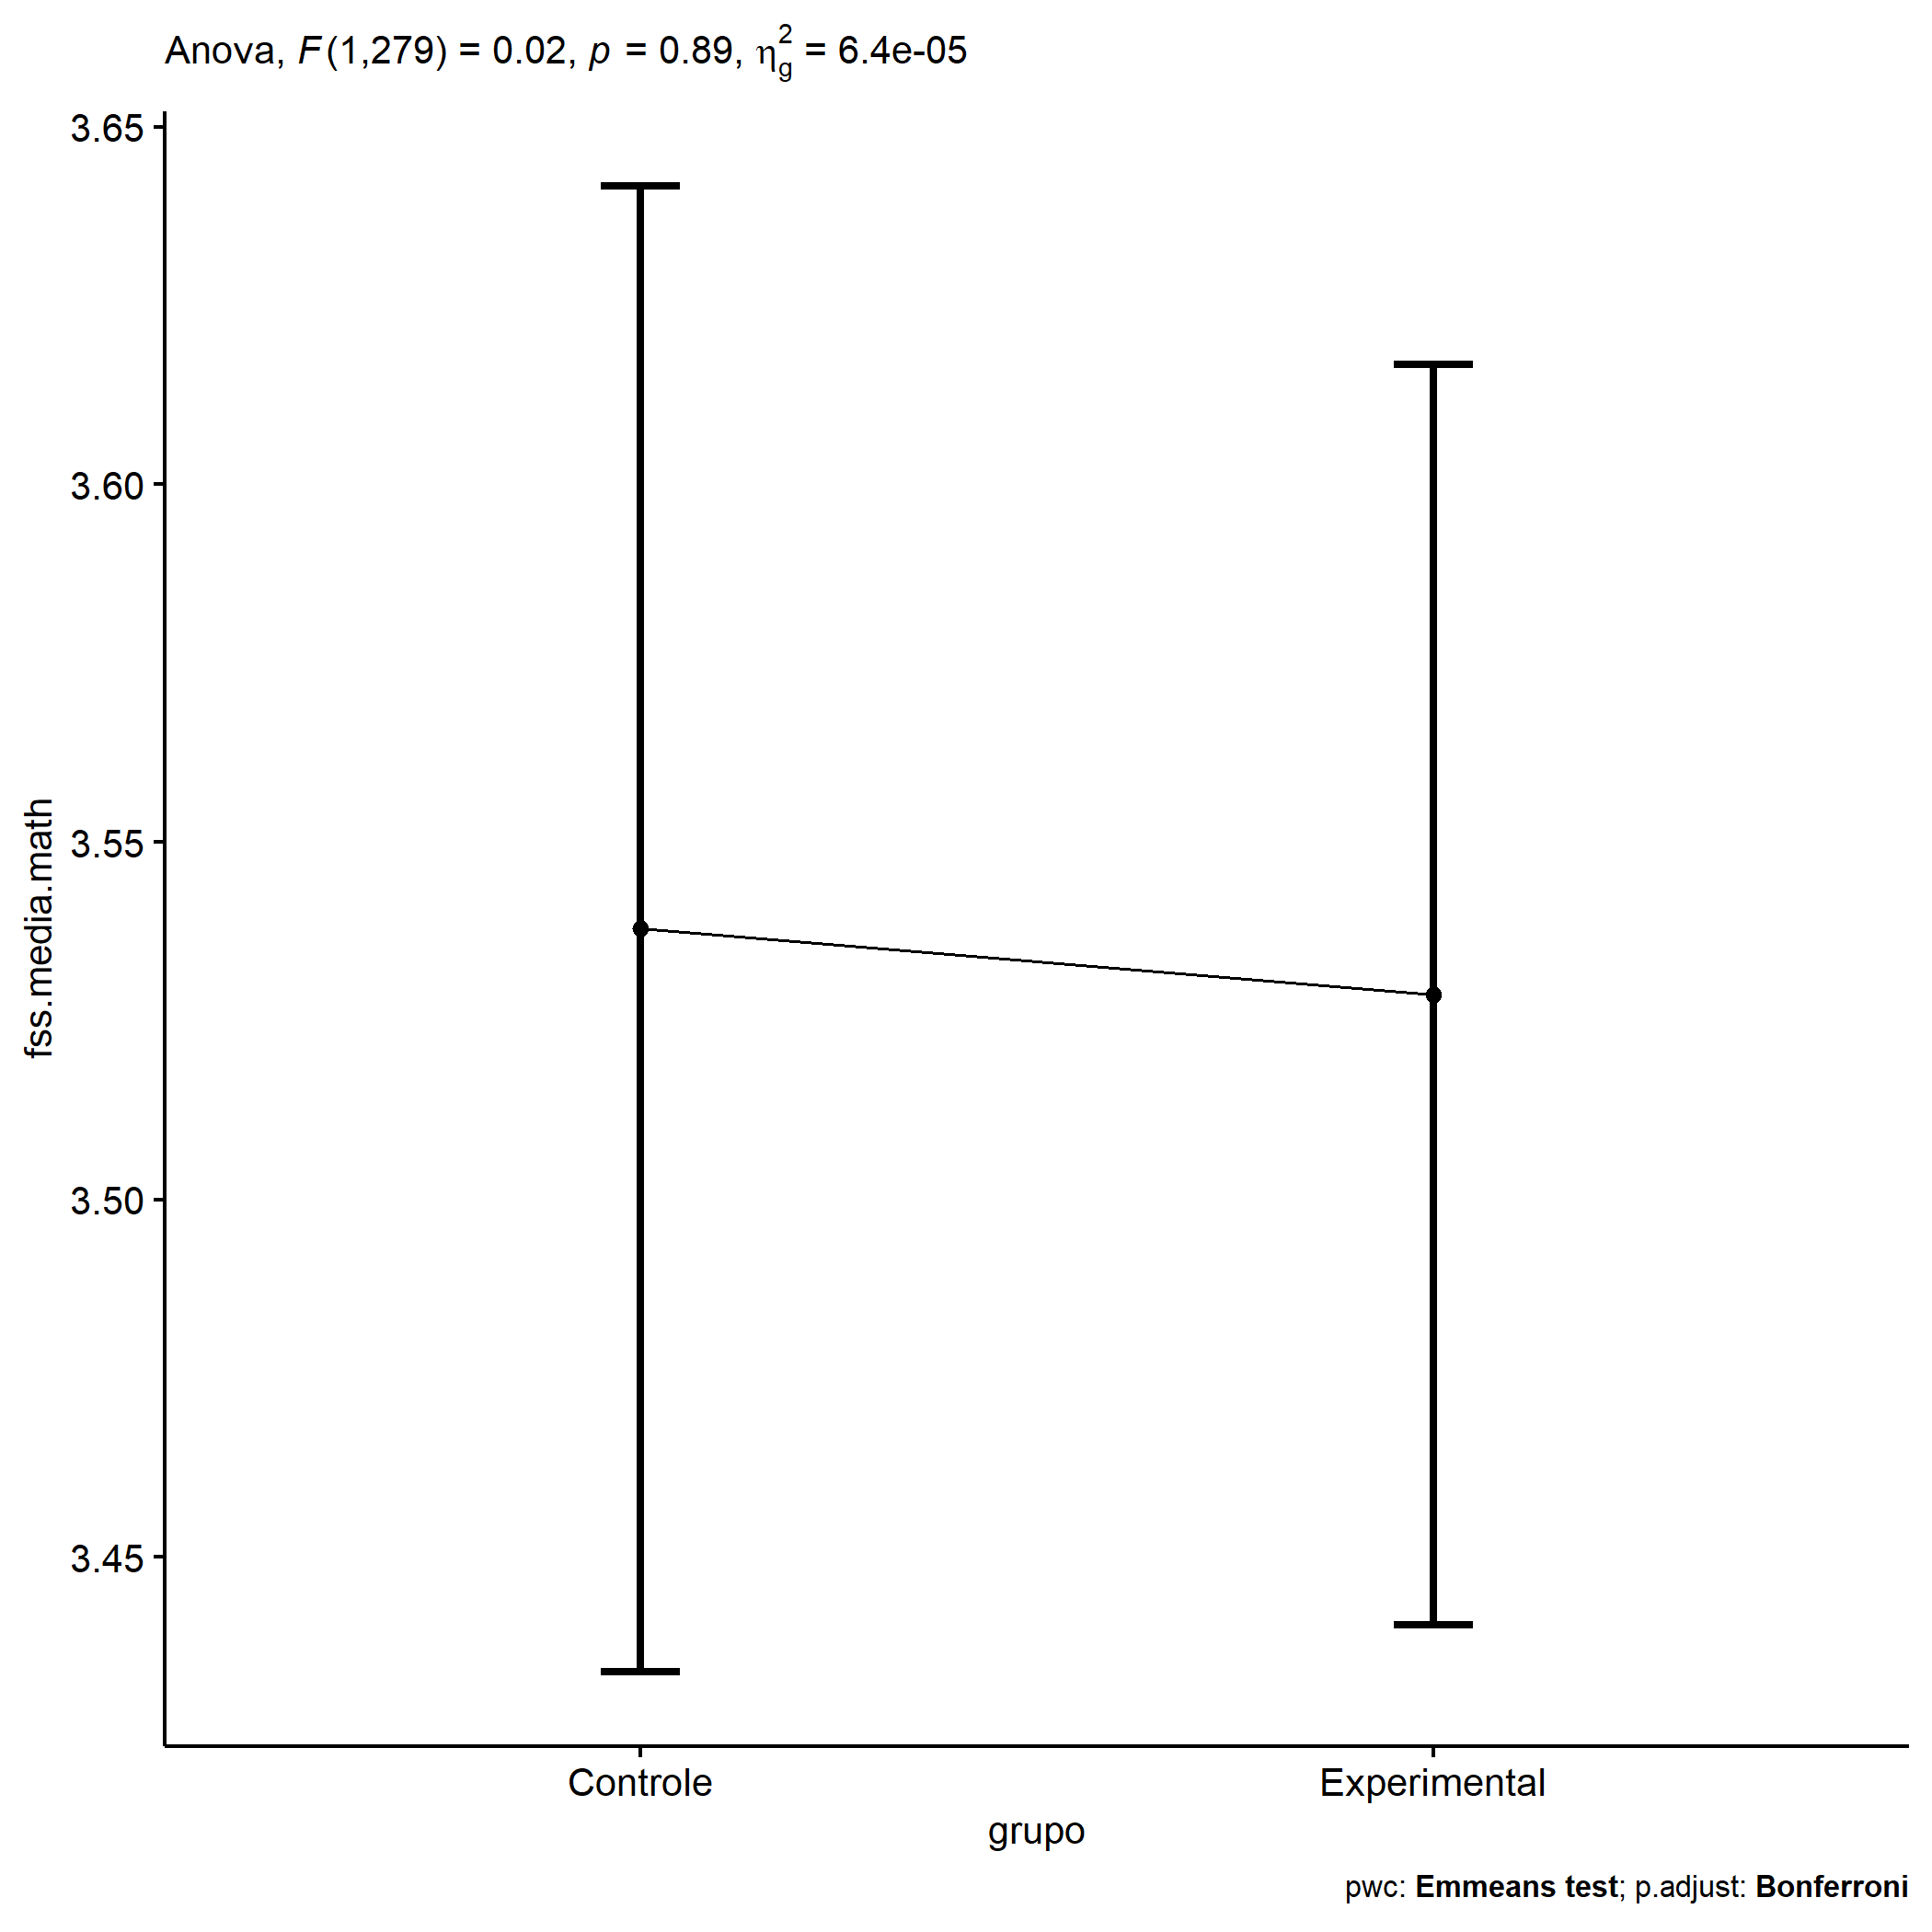 Anova, F(1,279) = 0.02, p = 0.89, η²g = 6.4e-05
3.65
3.60
3.55
3.50
3.45
fss.media.math
Controle
Experimental
grupo
pwc: Emmeans test; p.adjust: Bonferroni